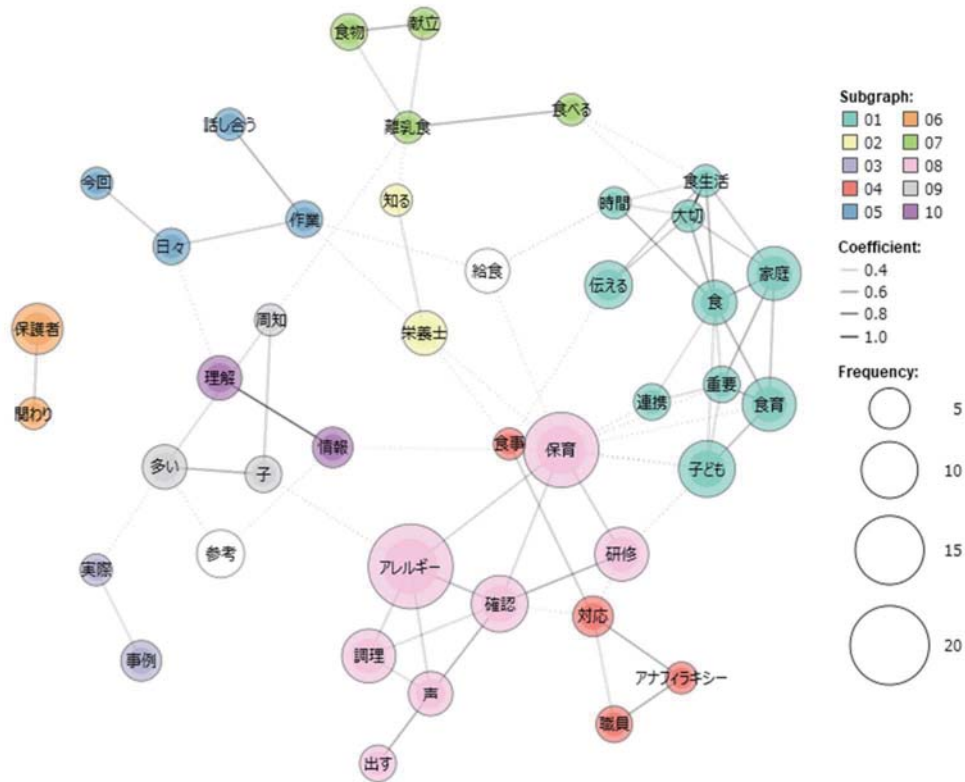 食物
献立
離乳食
食べる
話し合う
今回
日々
作業
知る
給食
栄養士
食生活
時間
大切
伝える
家庭
食
重要
連携
食育
子ども
保護者
関わり
周知
理解
情報
多い
子
参考
実際
事例
食事
保育
アレルギー
研修
確認
対応
調理
声
出す
アナフィラキシー
職員
Subgraph:
01 06
02 07
03 08
04 09
05 10
Coefficient:
0.4
0.6
0.8
1.0
Frequency:
5
10
15
20